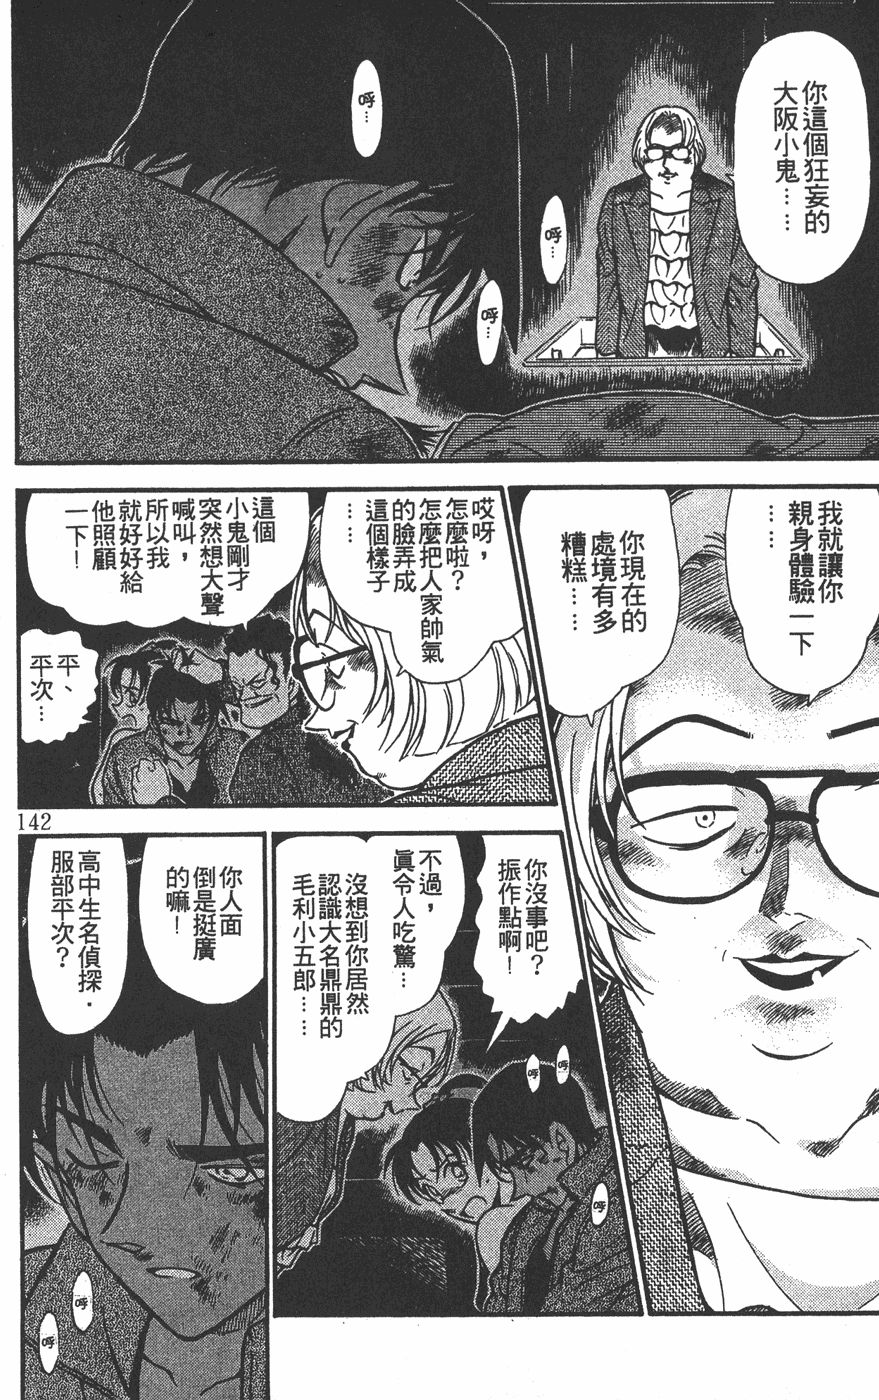 你這個狂妄的
大阪小鬼……
呼…
呼…
呼…
我就讓你
親身體驗一下
……
你現在的
處境有多
糟糕……
哎呀，
怎麼啦？
怎麼把人家帥氣
的臉弄成
這個樣子
……
這個
小鬼剛才
突然想大聲
喊叫，
所以我
就好好給
他照顧
一下！
平、
平次…
142
你沒事吧？
振作點啊！
不過，
眞令人吃驚…
沒想到你居然
認識大名鼎鼎的
毛利小五郎……
呼
呼
呼
你人面
倒是挺廣
的嘛！
高中生名偵探．
服部平次？
呼
呼